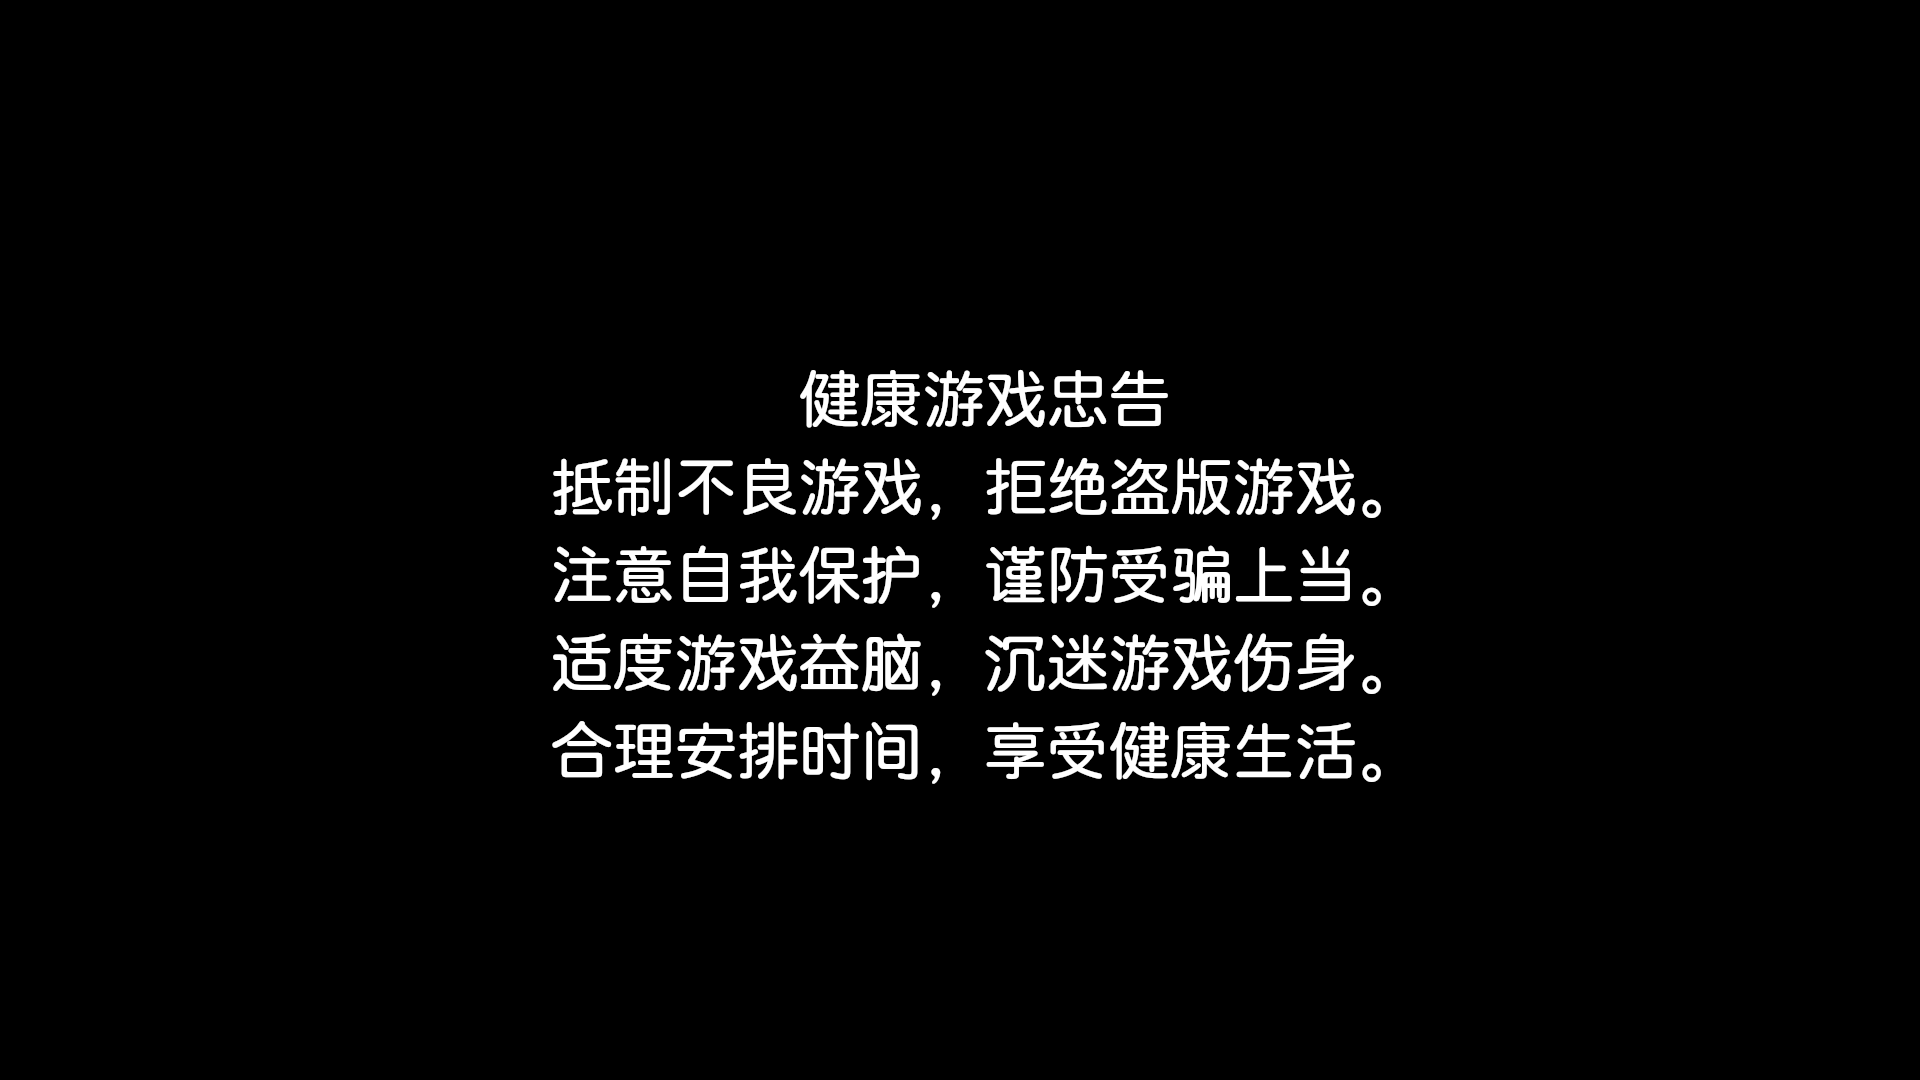 健康游戏忠告
抵制不良游戏，拒绝盗版游戏。
注意自我保护，谨防受骗上当。
适度游戏益脑，沉迷游戏伤身。
合理安排时间，享受健康生活。